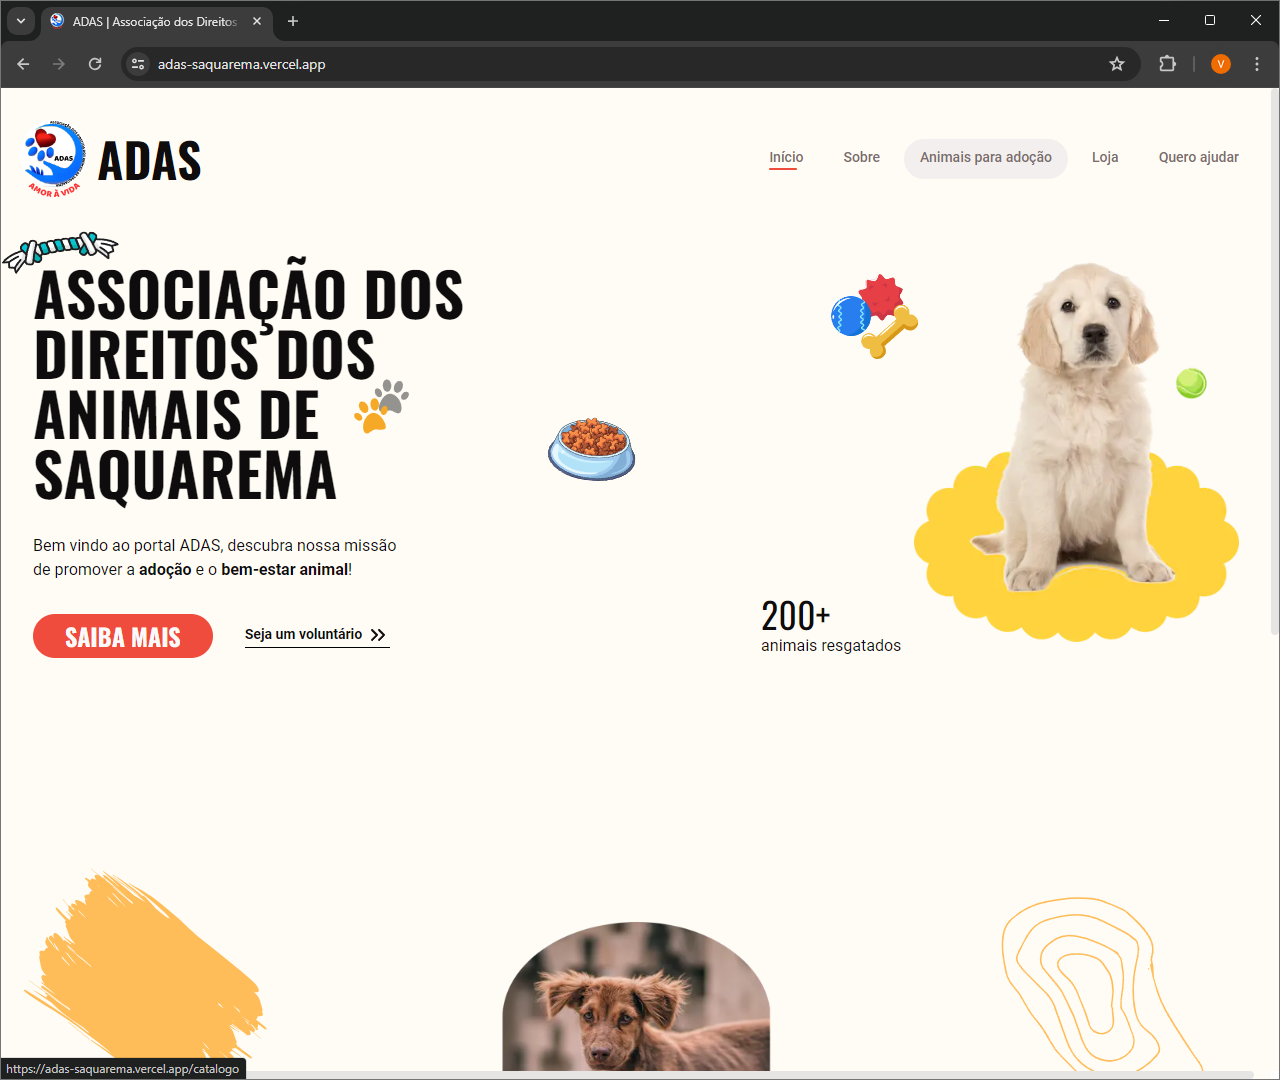 ADAS | Associação dos Direitos
adas-saquarema.vercel.app
V
ADAS
AMOR À VIDA
ADAS
Início
Sobre
Animais para adoção
Loja
Quero ajudar
ASSOCIAÇÃO DOS
DIREITOS DOS
ANIMAIS DE
SAQUAREMA
Bem vindo ao portal ADAS, descubra nossa missão
de promover a adoção e o bem-estar animal!
SAIBA MAIS
Seja um voluntário
200+
animais resgatados
https://adas-saquarema.vercel.app/catalogo